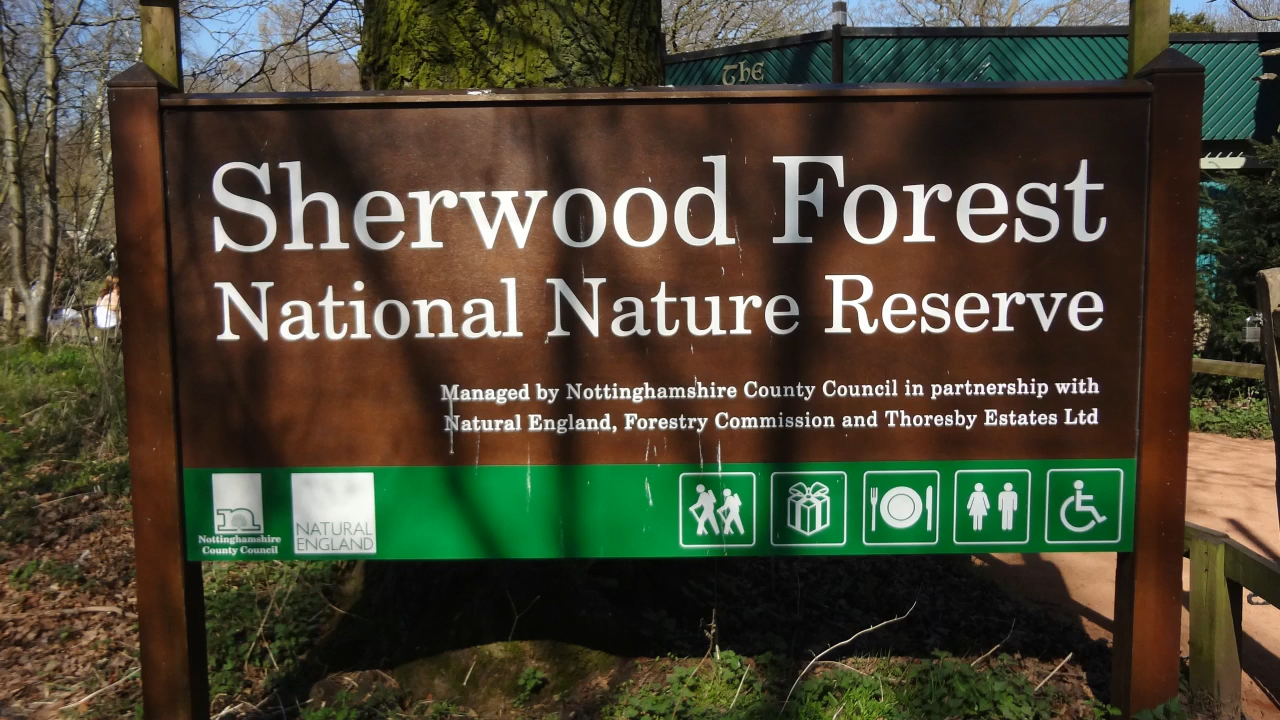 The
Sherwood Forest
National Nature Reserve
Managed by Nottinghamshire County Council in partnership with
Natural England, Forestry Commission and Thoresby Estates Ltd
n
Nottinghamshire
County Council
NATURAL
ENGLAND